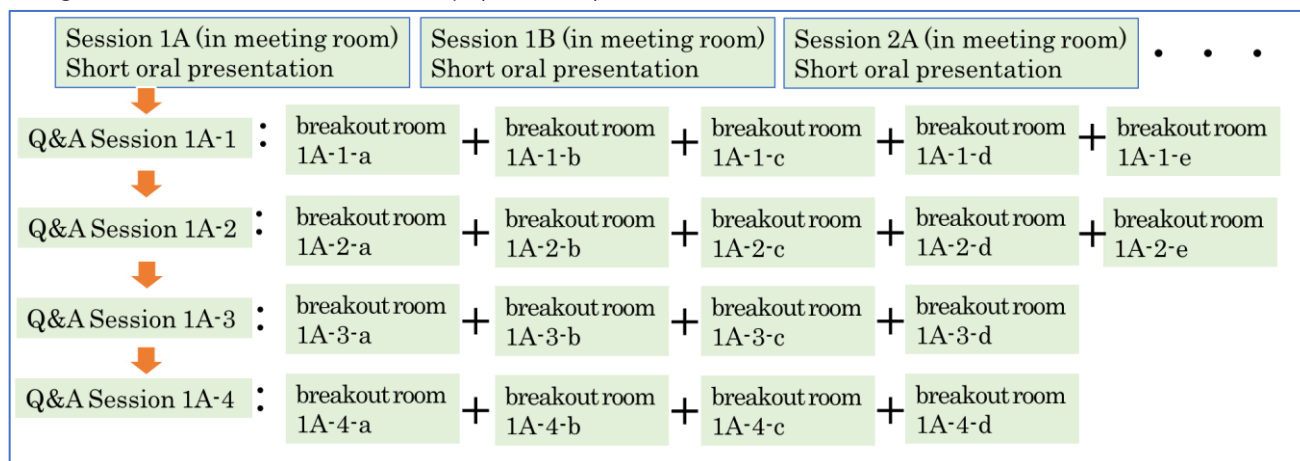 Session 1A (in meeting room)
Short oral presentation
Session 1B (in meeting room)
Short oral presentation
Session 2A (in meeting room)
Short oral presentation
• • •
Q&A Session 1A-1 :
breakout room
1A-1-a
+
breakout room
1A-1-b
+
breakout room
1A-1-c
+
breakout room
1A-1-d
+
breakout room
1A-1-e
Q&A Session 1A-2 :
breakout room
1A-2-a
+
breakout room
1A-2-b
+
breakout room
1A-2-c
+
breakout room
1A-2-d
+
breakout room
1A-2-e
Q&A Session 1A-3 :
breakout room
1A-3-a
+
breakout room
1A-3-b
+
breakout room
1A-3-c
+
breakout room
1A-3-d
Q&A Session 1A-4 :
breakout room
1A-4-a
+
breakout room
1A-4-b
+
breakout room
1A-4-c
+
breakout room
1A-4-d